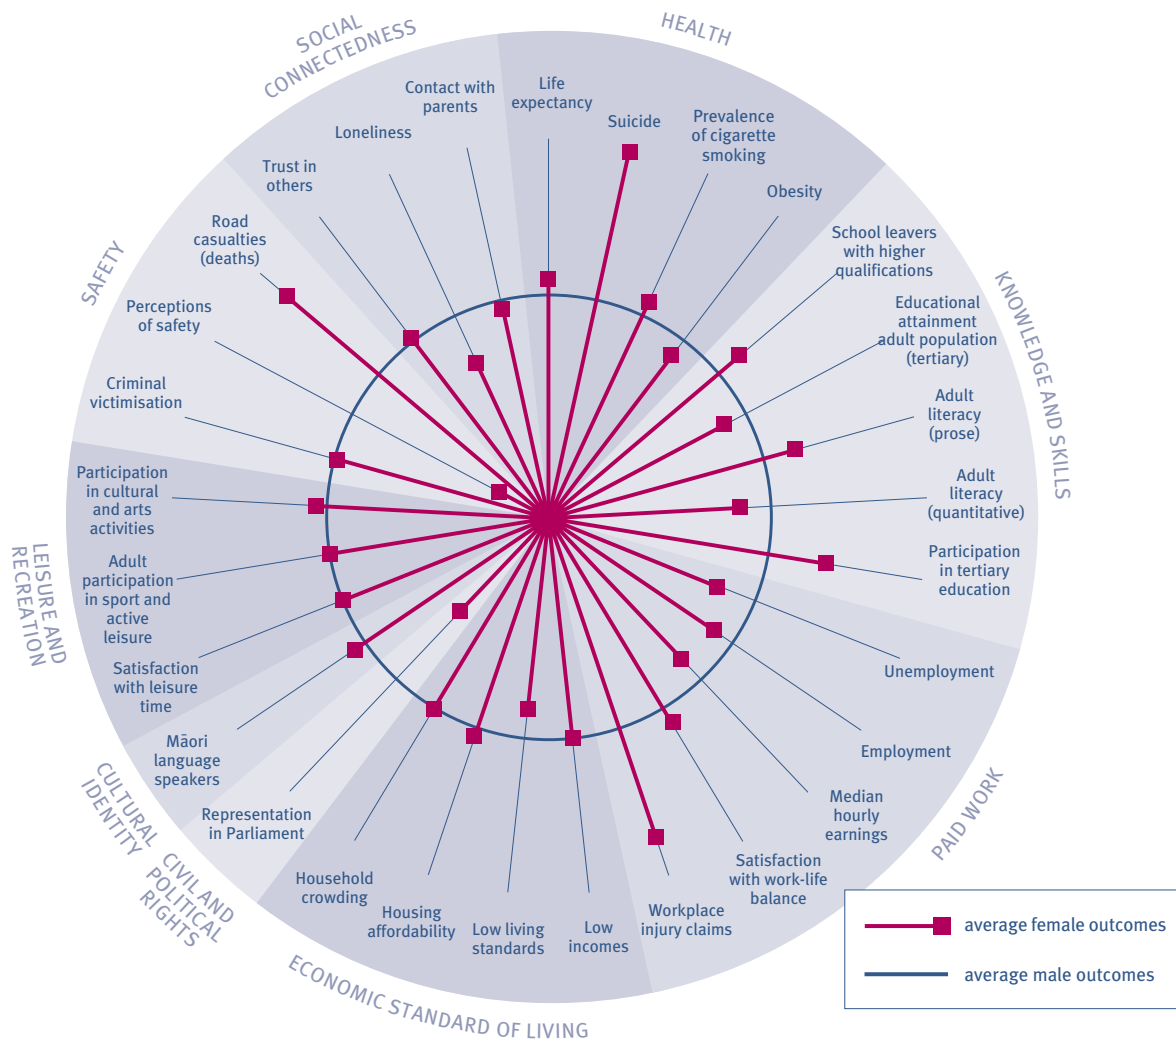 HEALTH
Life
expectancy
Suicide
Prevalence
of cigarette
smoking
Obesity
KNOWLEDGE AND SKILLS
School leavers
with higher
qualifications
Educational
attainment
adult population
(tertiary)
Adult
literacy
(prose)
Adult
literacy
(quantitative)
Participation
in tertiary
education
PAID WORK
Unemployment
Employment
Median
hourly
earnings
Satisfaction
with work-life
balance
Workplace
injury claims
ECONOMIC STANDARD OF LIVING
Low
incomes
Low living
standards
Housing
affordability
Household
crowding
CIVIL AND
POLITICAL
RIGHTS
Representation
in Parliament
CULTURAL
IDENTITY
Māori
language
speakers
LEISURE AND
RECREATION
Satisfaction
with leisure
time
Adult
participation
in sport and
active
leisure
Participation
in cultural
and arts
activities
SAFETY
Criminal
victimisation
Perceptions
of safety
Road
casualties
(deaths)
SOCIAL
CONNECTEDNESS
Trust in
others
Loneliness
Contact with
parents
average female outcomes
average male outcomes